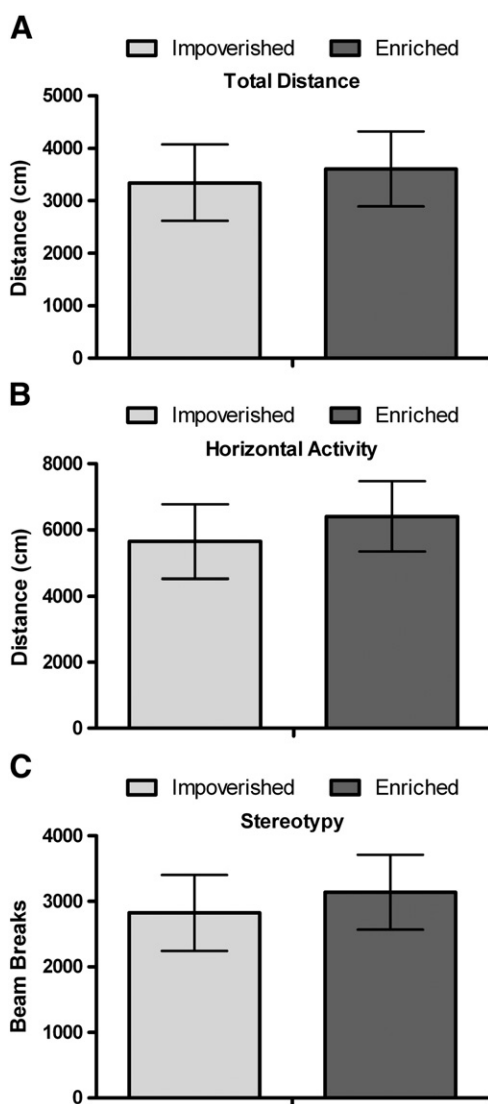 A
Impoverished Enriched
Total Distance
Distance (cm)
5000
4000
3000
2000
1000
0
B
Impoverished Enriched
Horizontal Activity
Distance (cm)
8000
6000
4000
2000
0
C
Impoverished Enriched
Stereotypy
Beam Breaks
4000
3000
2000
1000
0